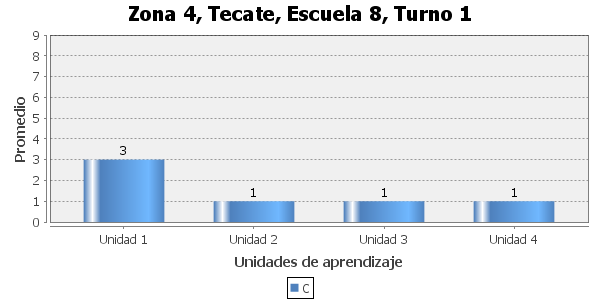 Zona 4, Tecate, Escuela 8, Turno 1
Promedio
9
8
7
6
5
4
3
2
1
0
3
1
1
1
Unidad 1
Unidad 2
Unidad 3
Unidad 4
Unidades de aprendizaje
C